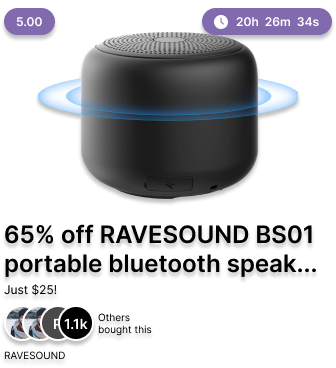 5.00
20h 26m 34s
65% off RAVESOUND BS01
portable bluetooth speak...
Just $25!
1.1k
Others
bought this
RAVESOUND